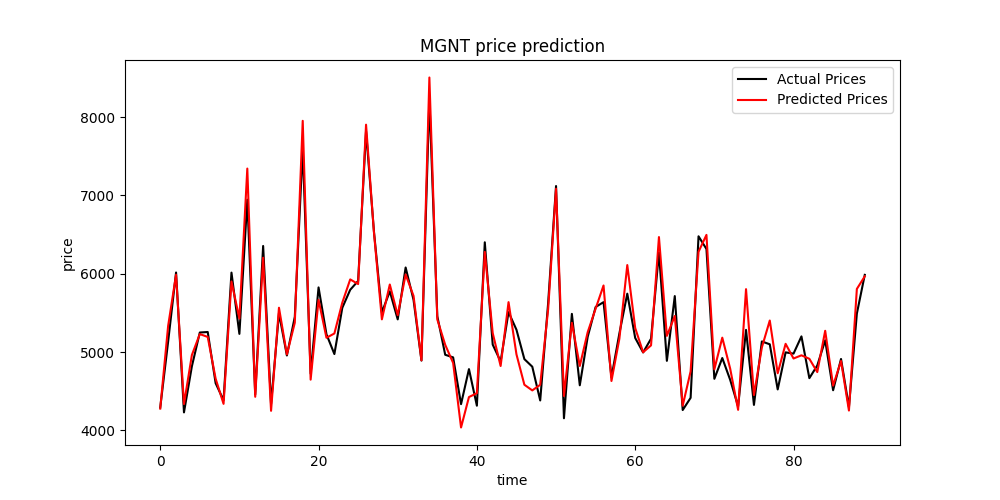 MGNT price prediction
Actual Prices
Predicted Prices
8000
7000
6000
5000
4000
price
0
20
40
60
80
time